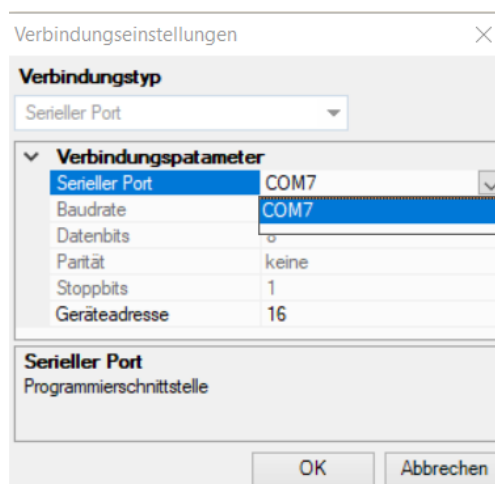 Verbindungseinstellungen
Verbindungstyp
Serieller Port
Verbindungspatameter
Serieller Port COM7
Baudrate COM7
Datenbits 8
Parität keine
Stoppbits 1
Geräteadresse 16
Serieller Port
Programmierschnittstelle
OK Abbrechen